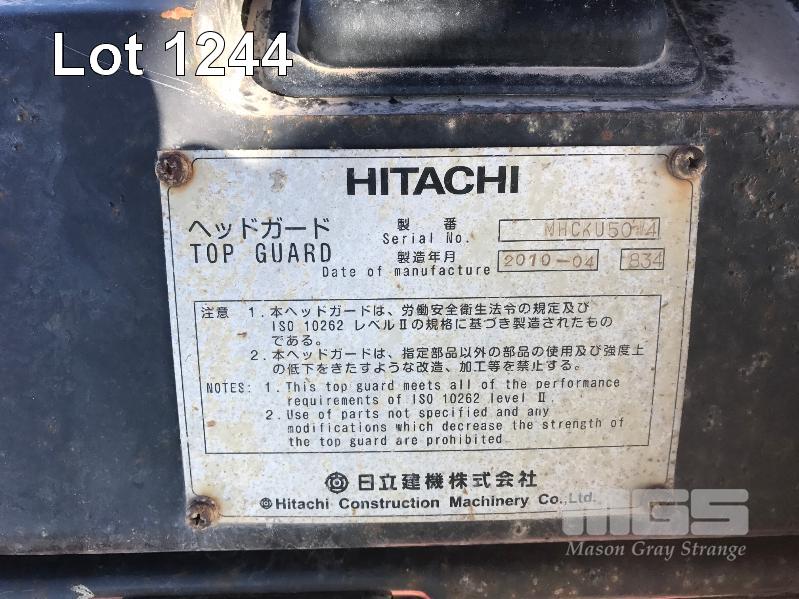 Lot 1244
HITACHI
ヘッドガード
TOP GUARD
製番
Serial No.
製造年月
Date of manufacture
2010-04
834
注意 1.本ヘッドガードは、労働安全衛生法令の規定及び
ISO 10262 レベルⅡの規格に基づき製造されたもの
である。
2.本ヘッドガードは、指定部品以外の部品の使用及び強度上
の低下をきたすような改造、加工等を禁止する。
NOTES: 1. This top guard meets all of the performance
requirements of ISO 10262 level Ⅱ.
2. Use of parts not specified and any
modifications which decrease the strength of
the top guard are prohibited.
日立建機株式会社
©Hitachi Construction Machinery Co.,Ltd.
MGS
Mason Gray Strange